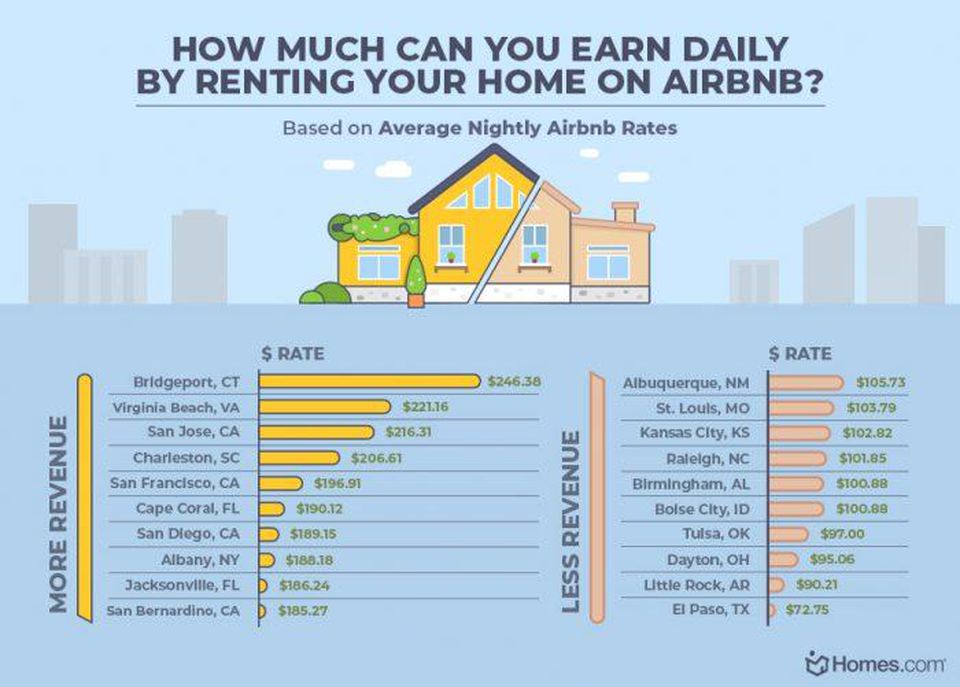 HOW MUCH CAN YOU EARN DAILY
BY RENTING YOUR HOME ON AIRBNB?
Based on Average Nightly Airbnb Rates
$ RATE
MORE REVENUE
Bridgeport, CT $246.38
Virginia Beach, VA $221.16
San Jose, CA $216.31
Charleston, SC $206.61
San Francisco, CA $196.91
Cape Coral, FL $190.12
San Diego, CA $189.15
Albany, NY $188.18
Jacksonville, FL $186.24
San Bernardino, CA $185.27
$ RATE
LESS REVENUE
Albuquerque, NM $105.73
St. Louis, MO $103.79
Kansas City, KS $102.82
Raleigh, NC $101.85
Birmingham, AL $100.88
Boise City, ID $100.88
Tulsa, OK $97.00
Dayton, OH $95.06
Little Rock, AR $90.21
El Paso, TX $72.75
Homes.com